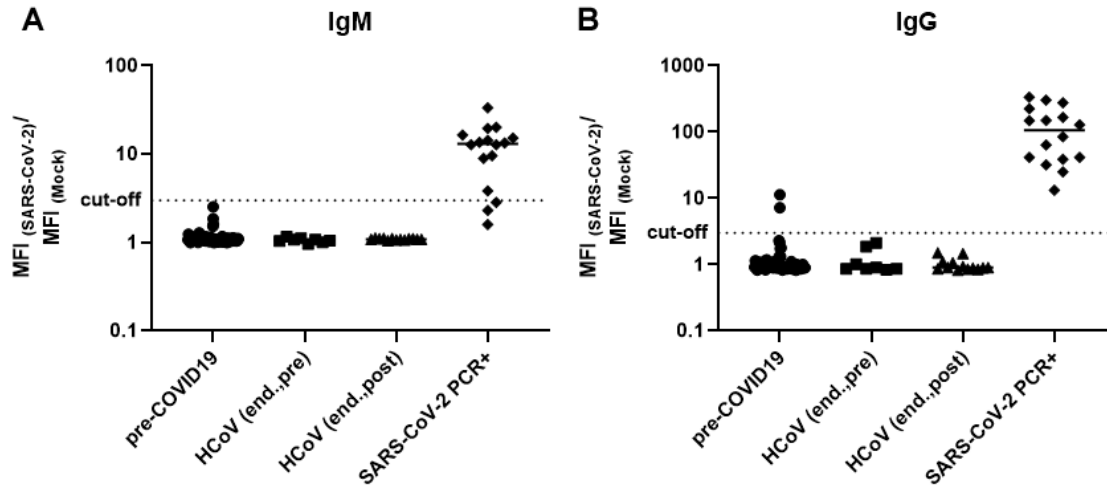 A
IgM
MFI (SARS-CoV-2)/
MFI (Mock)
100
10
cut-off
1
0.1
pre-COVID19
HCoV (end.,pre)
HCoV (end.,post)
SARS-CoV-2 PCR+
B
IgG
MFI (SARS-CoV-2)/
MFI (Mock)
1000
100
10
cut-off
1
0.1
pre-COVID19
HCoV (end.,pre)
HCoV (end.,post)
SARS-CoV-2 PCR+